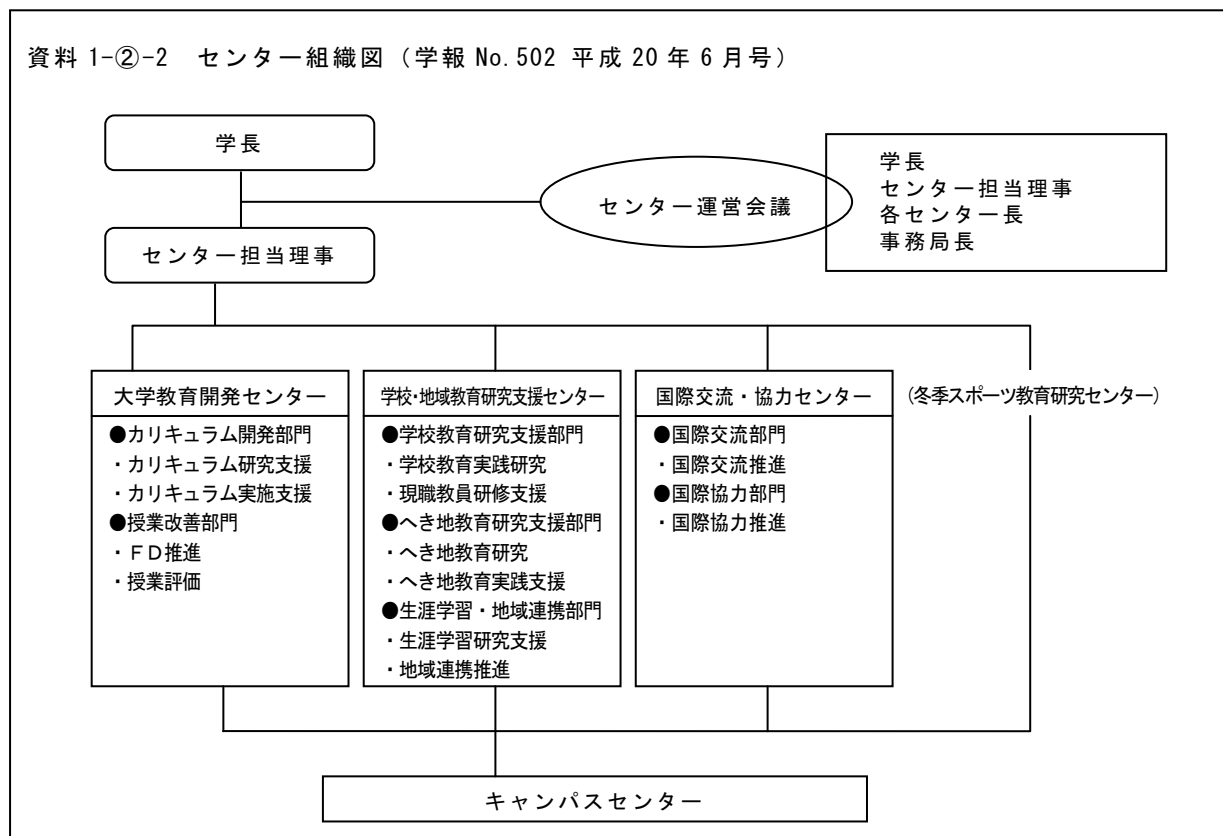 資料 1-②-2　センター組織図（学報 No.502 平成 20 年 6 月号）
学長
センター運営会議
学長
センター担当理事
各センター長
事務局長
センター担当理事
大学教育開発センター
●カリキュラム開発部門
・カリキュラム研究支援
・カリキュラム実施支援
●授業改善部門
・ＦＤ推進
・授業評価
学校・地域教育研究支援センター
●学校教育研究支援部門
・学校教育実践研究
・現職教員研修支援
●へき地教育研究支援部門
・へき地教育研究
・へき地教育実践支援
●生涯学習・地域連携部門
・生涯学習研究支援
・地域連携推進
国際交流・協力センター
●国際交流部門
・国際交流推進
●国際協力部門
・国際協力推進
（冬季スポーツ教育研究センター）
キャンパスセンター